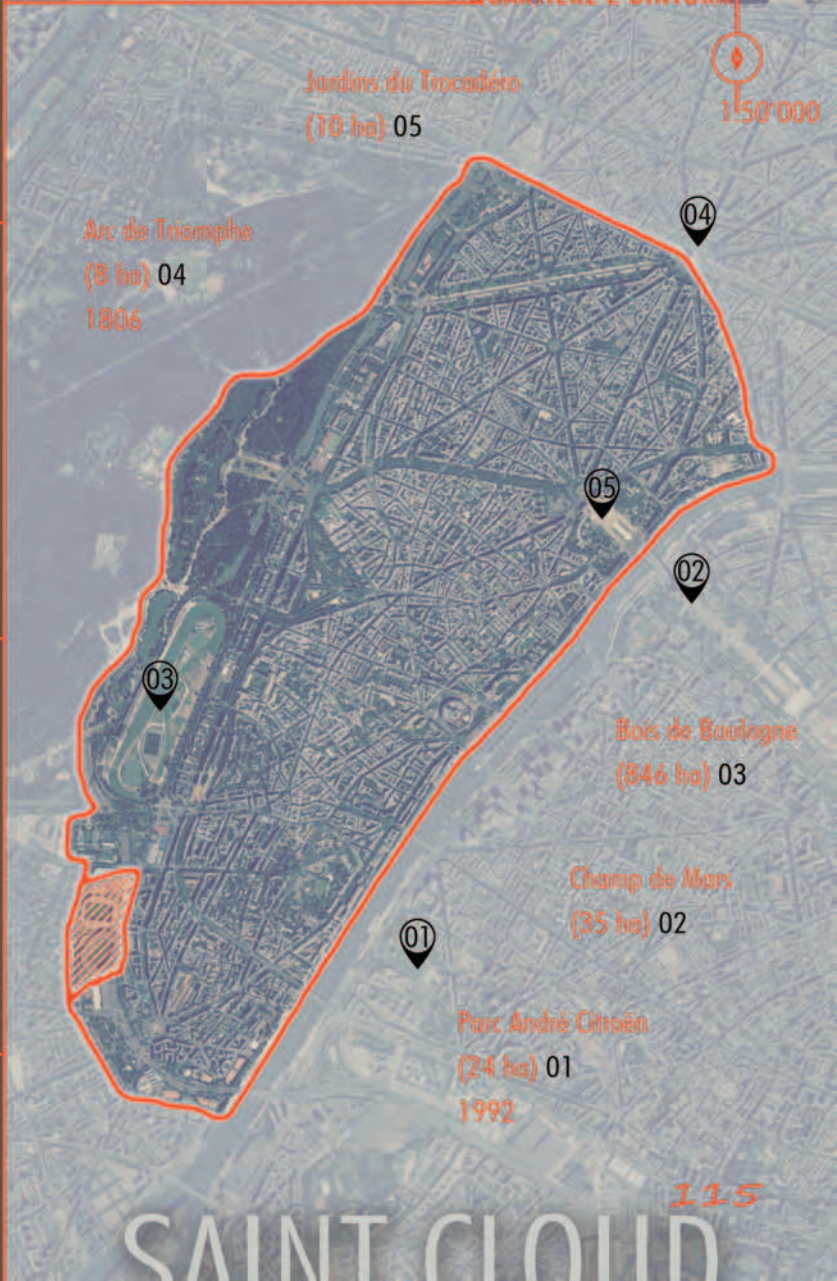 Jardins du Trocadéro
(10 ha) 05
1:50'000
04
Arc de Triomphe
(8 ha) 04
1806
05
02
03
Bois de Boulogne
(846 ha) 03
Champ de Mars
(35 ha) 02
01
Parc André Citroën
(24 ha) 01
1992
115
SAINT CLOUD